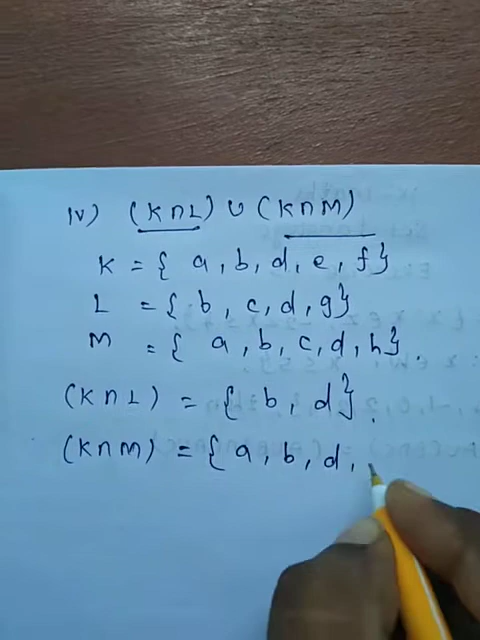 iv) (K∩L) ∪ (K∩M)
K = { a, b, d, e, f}
L = { b, c, d, g}
M = { a, b, c, d, h}.
(K∩L) = { b, d}.
(K∩M) = { a, b, d,